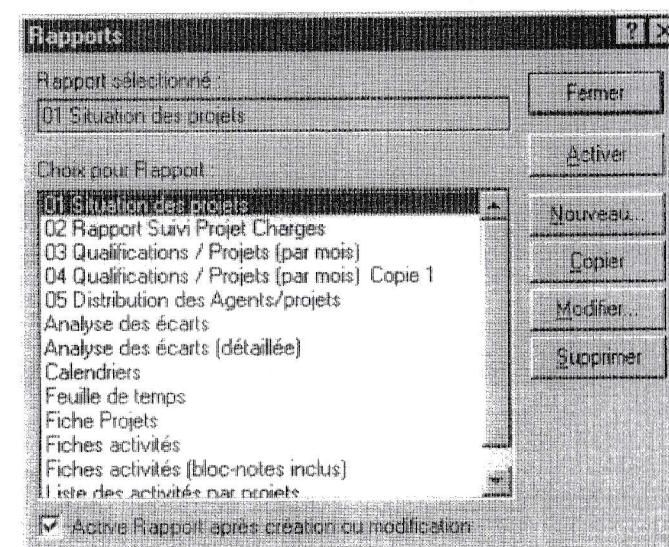 Rapports
Rapport sélectionné :
01 Situation des projets
Choix pour Rapport :
01 Situation des projets
02 Rapport Suivi Projet Charges
03 Qualifications / Projets (par mois)
04 Qualifications / Projets (par mois) Copie 1
05 Distribution des Agents/projets
Analyse des écarts
Analyse des écarts (détaillée)
Calendriers
Feuille de temps
Fiche Projets
Fiches activités
Fiches activités (bloc-notes inclus)
Liste des activités par projets
Active Rapport après création ou modification
Fermer
Activer
Nouveau...
Copier
Modifier...
Supprimer